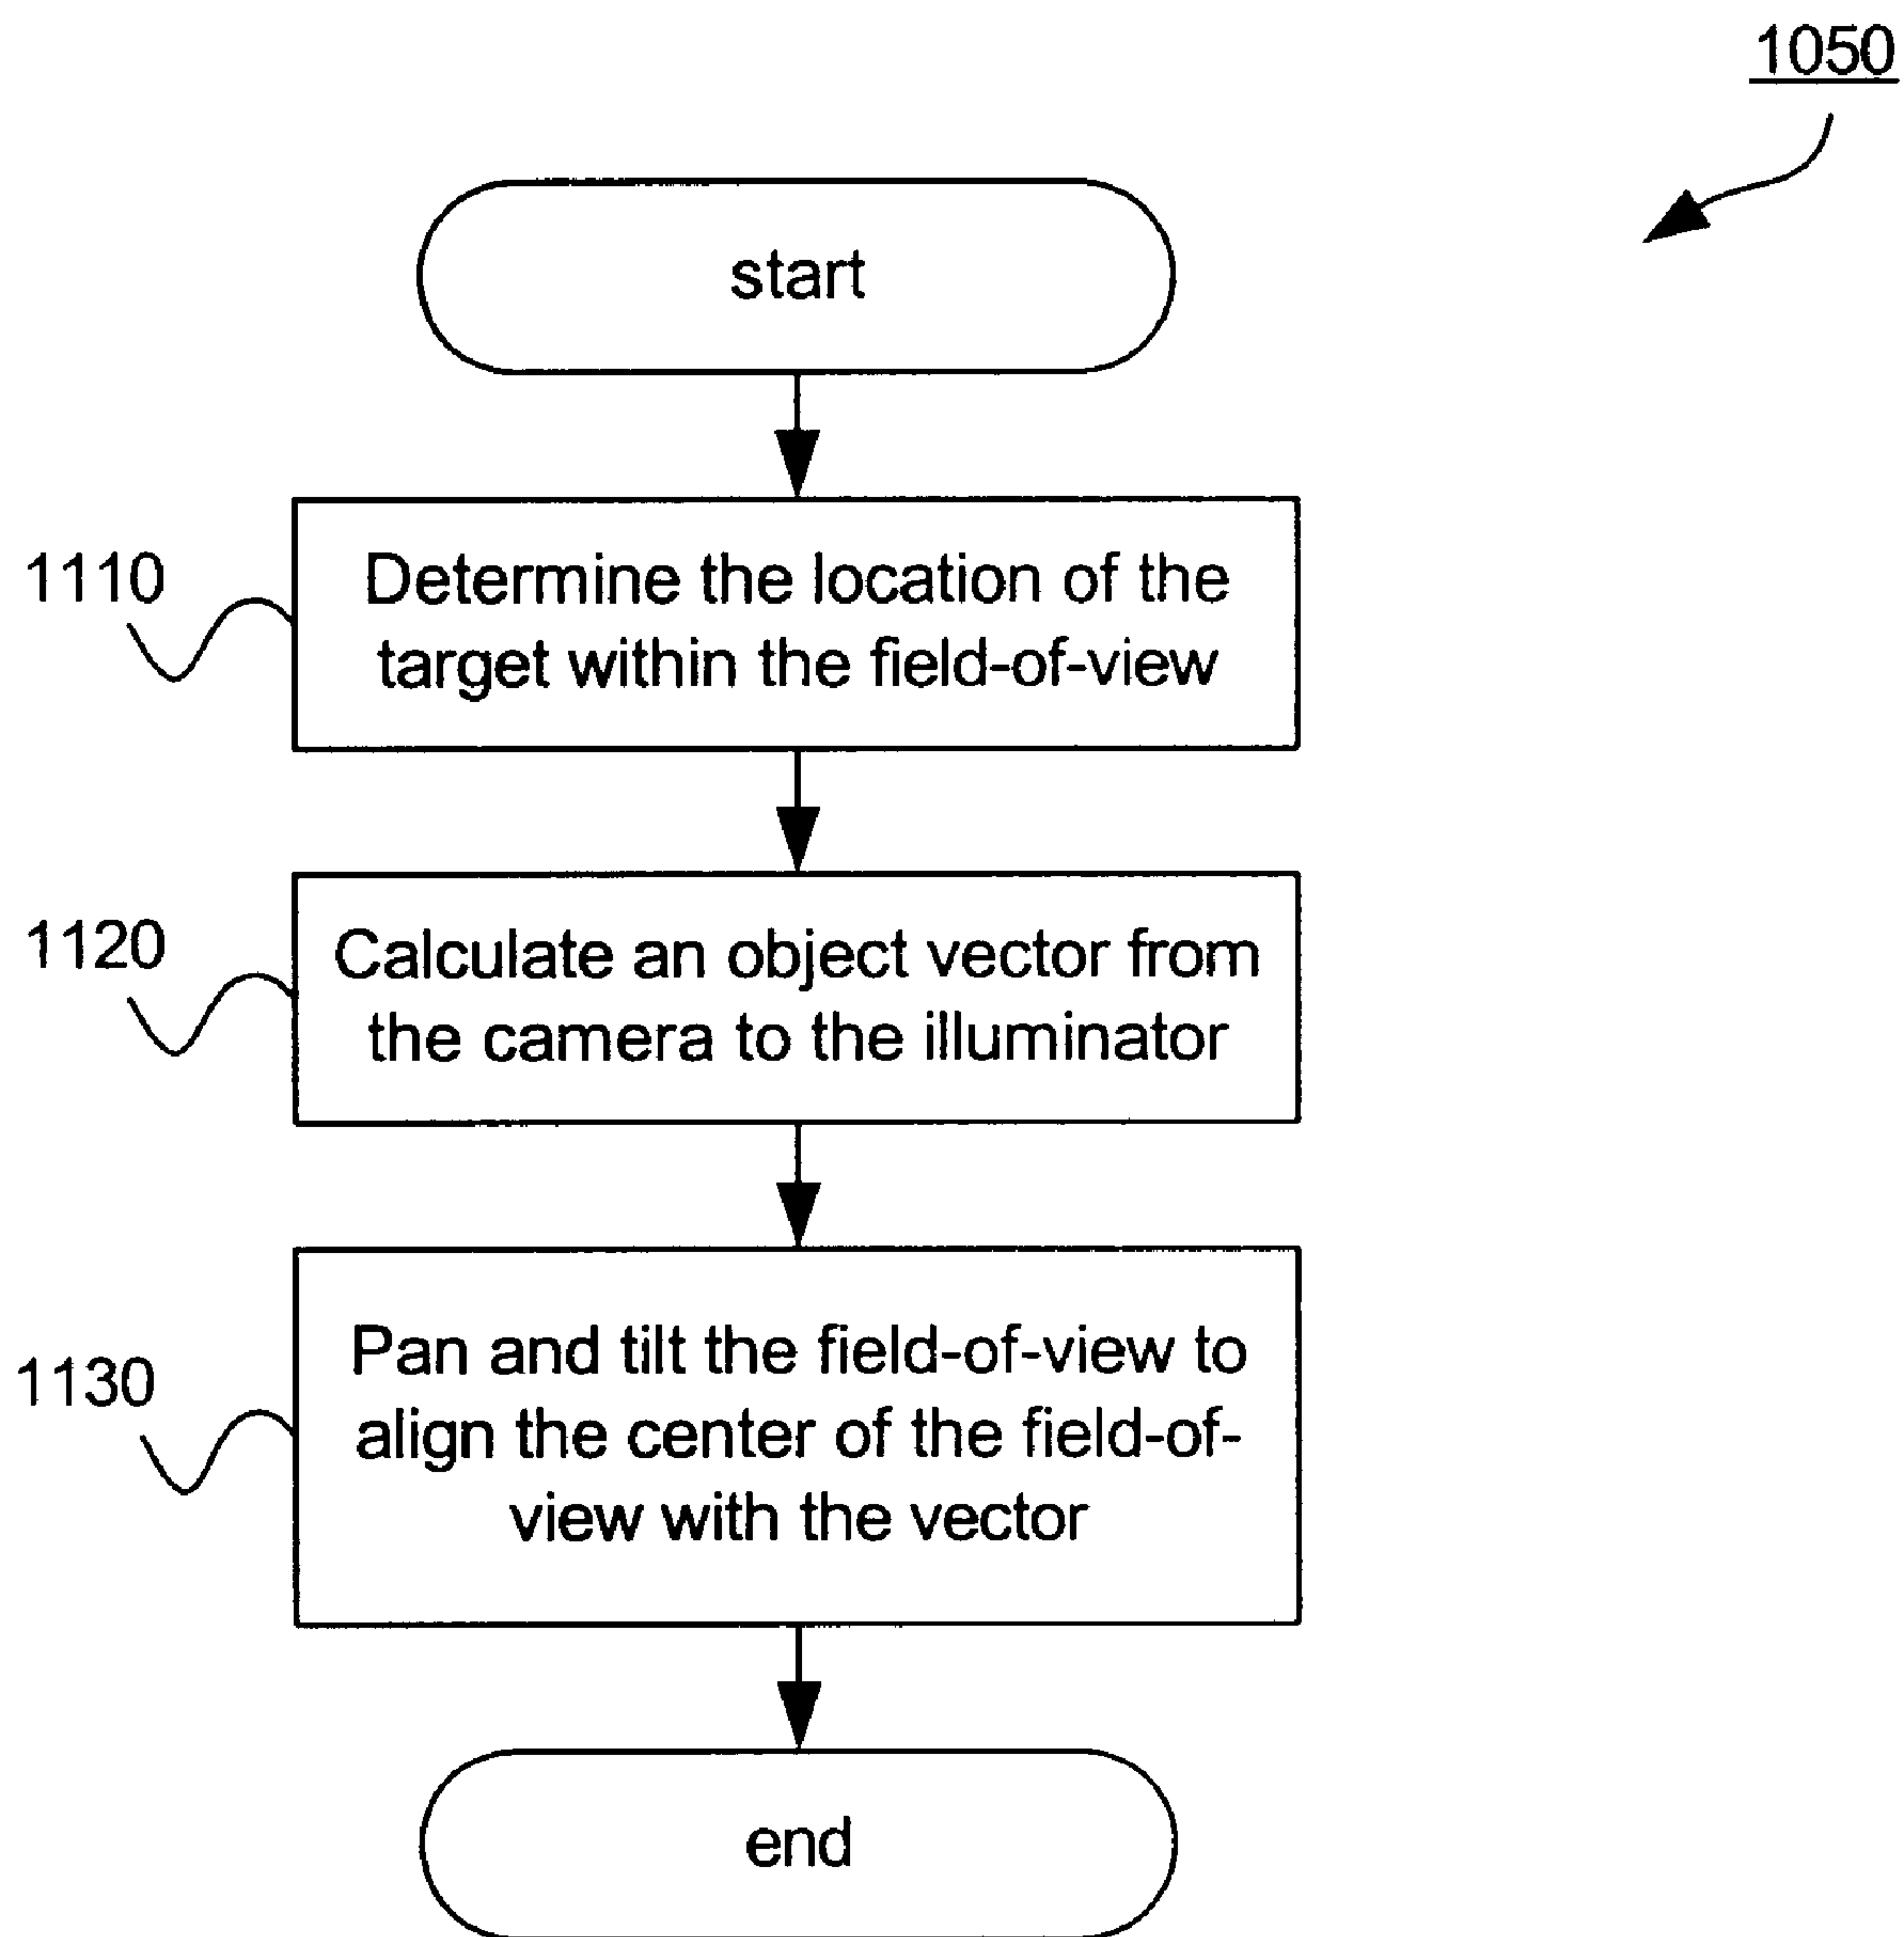 1050
start
1110
Determine the location of the
target within the field-of-view
1120
Calculate an object vector from
the camera to the illuminator
1130
Pan and tilt the field-of-view to
align the center of the field-of-
view with the vector
end